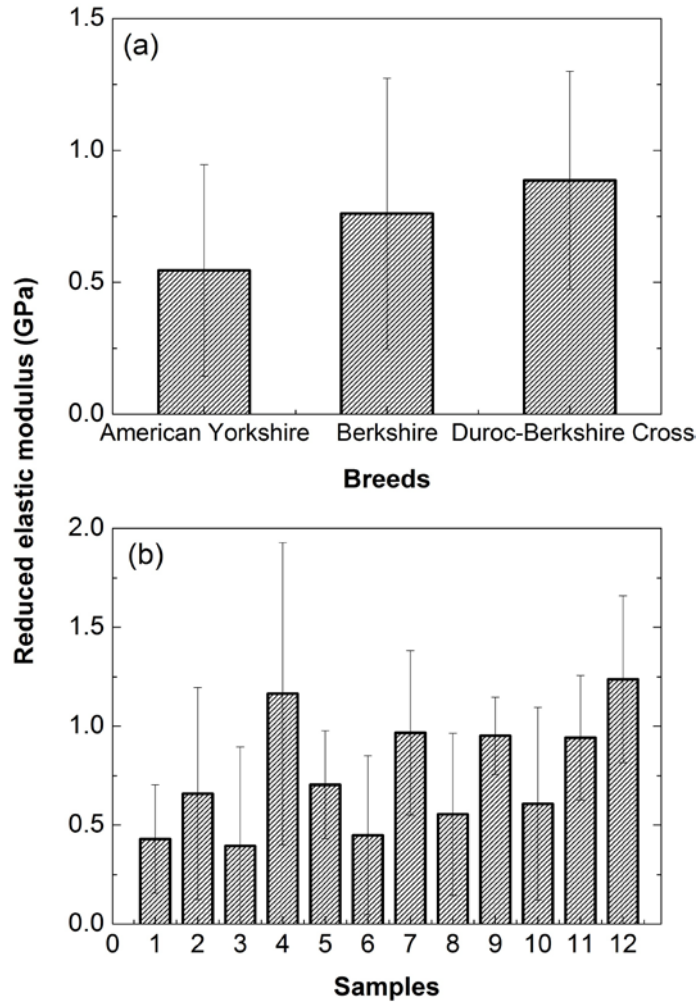 1.5
(a)
1.0
0.5
0.0
American Yorkshire Berkshire Duroc-Berkshire Cross
Breeds
Reduced elastic modulus (GPa)
2.0
(b)
1.5
1.0
0.5
0.0
0 1 2 3 4 5 6 7 8 9 10 11 12
Samples